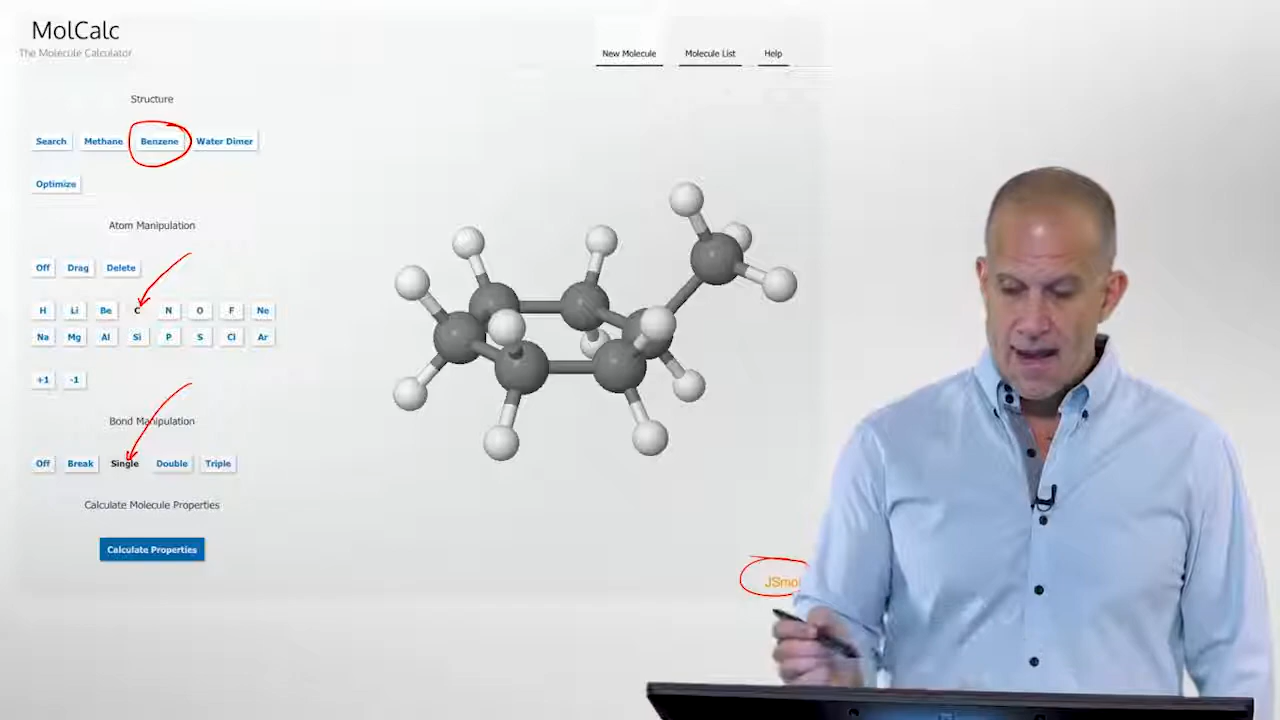 MolCalc
The Molecule Calculator
New Molecule Molecule List Help
Structure
Search Methane Benzene Water Dimer
Optimize
Atom Manipulation
Off Drag Delete
H Li Be C N O F Ne
Na Mg Al Si P S Cl Ar
+1 -1
Bond Manipulation
Off Break Single Double Triple
Calculate Molecule Properties
Calculate Properties
JSmol